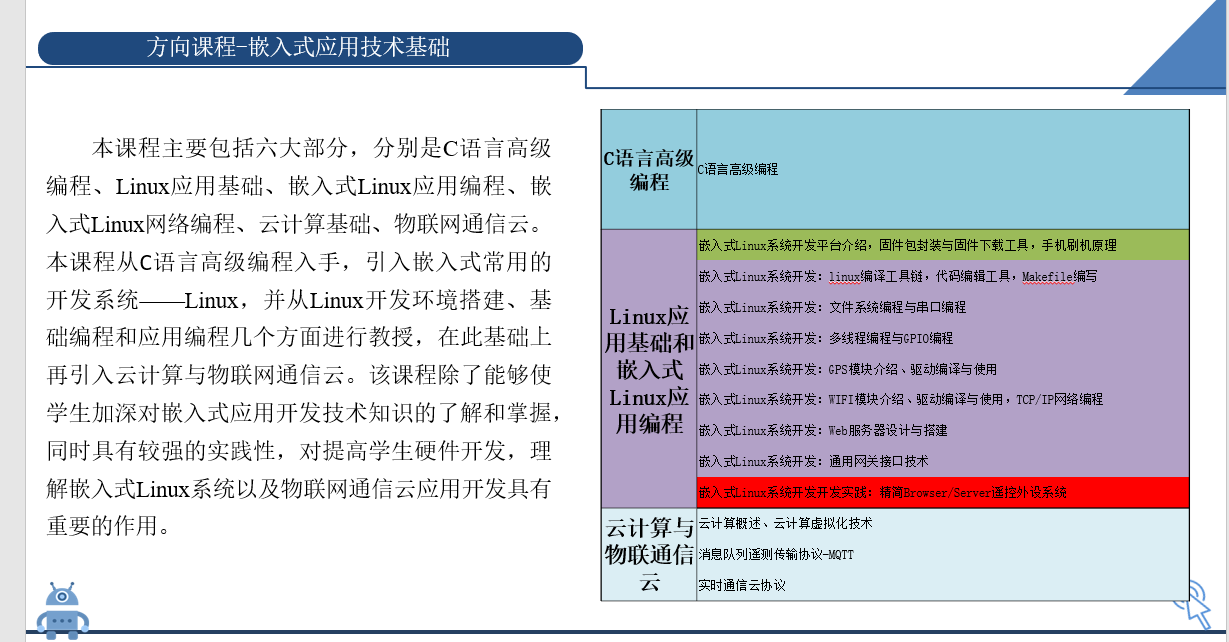 方向课程-嵌入式应用技术基础
本课程主要包括六大部分，分别是C语言高级
编程、Linux应用基础、嵌入式Linux应用编程、嵌
入式Linux网络编程、云计算基础、物联网通信云。
本课程从C语言高级编程入手，引入嵌入式常用的
开发系统——Linux，并从Linux开发环境搭建、基
础编程和应用编程几个方面进行教授，在此基础上
再引入云计算与物联网通信云。该课程除了能够使
学生加深对嵌入式应用开发技术知识的了解和掌握，
同时具有较强的实践性，对提高学生硬件开发，理
解嵌入式Linux系统以及物联网通信云应用开发具有
重要的作用。
C语言高级
编程
C语言高级编程
Linux应
用基础和
嵌入式
Linux应
用编程
嵌入式Linux系统开发平台介绍，固件包封装与固件下载工具，手机刷机原理
嵌入式Linux系统开发：linux编译工具链，代码编辑工具，Makefile编写
嵌入式Linux系统开发：文件系统编程与串口编程
嵌入式Linux系统开发：多线程编程与GPIO编程
嵌入式Linux系统开发：GPS模块介绍、驱动编译与使用
嵌入式Linux系统开发：WIFI模块介绍、驱动编译与使用，TCP/IP网络编程
嵌入式Linux系统开发：Web服务器设计与搭建
嵌入式Linux系统开发：通用网关接口技术
嵌入式Linux系统开发开发实践：精简Browser/Server遥控外设系统
云计算与
物联通信
云
云计算概述、云计算虚拟化技术
消息队列遥测传输协议-MQTT
实时通信云协议